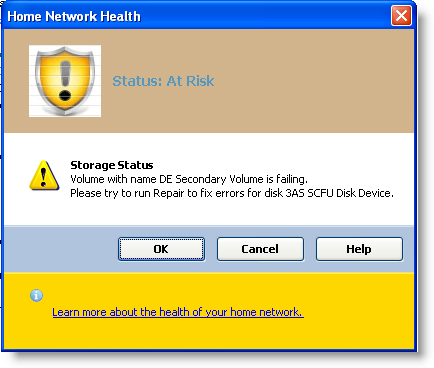 Home Network Health
Status: At Risk
Storage Status
Volume with name DE Secondary Volume is failing.
Please try to run Repair to fix errors for disk 3AS SCFU Disk Device.
OK
Cancel
Help
Learn more about the health of your home network.